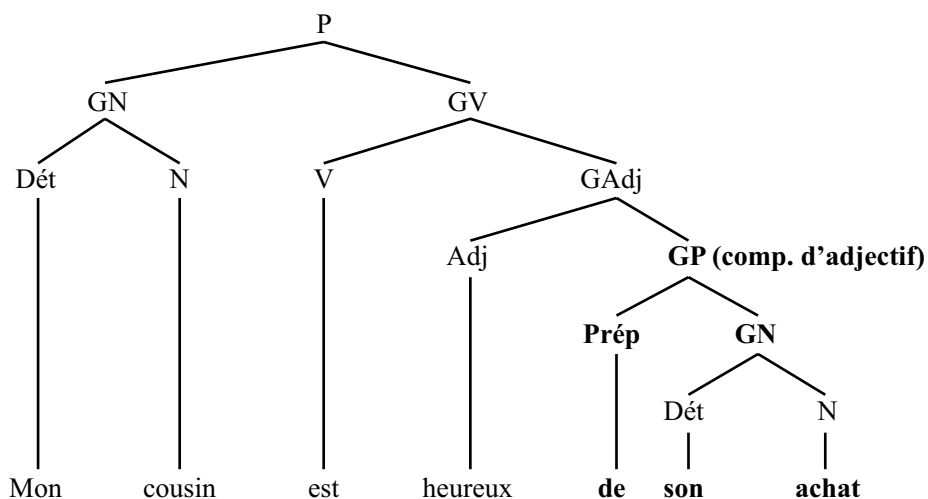 P
GN GV
Dét N V GAdj
Adj GP (comp. d’adjectif)
Prép GN
Dét N
Mon cousin est heureux de son achat